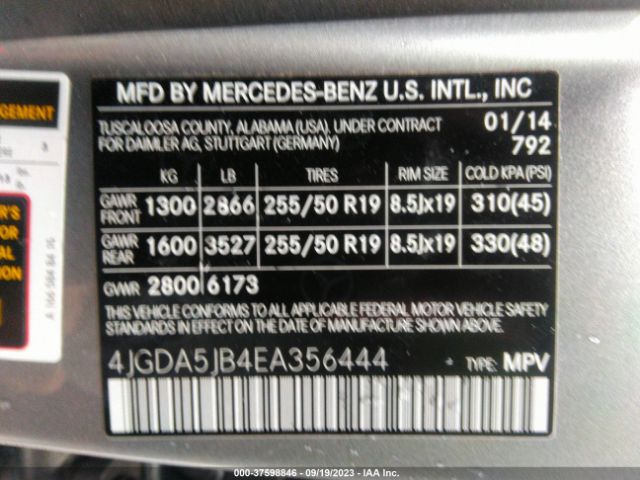 GEMENT
MFD BY MERCEDES-BENZ U.S. INTL., INC
TUSCALOOSA COUNTY, ALABAMA (USA), UNDER CONTRACT
FOR DAIMLER AG, STUTTGART (GERMANY)
01/14
792
KG LB TIRES RIM SIZE COLD KPA (PSI)
GAWR FRONT 1300 2866 255/50 R19 8.5Jx19 310(45)
GAWR REAR 1600 3527 255/50 R19 8.5Jx19 330(48)
GVWR 2800 6173
THIS VEHICLE CONFORMS TO ALL APPLICABLE FEDERAL MOTOR VEHICLE SAFETY
STANDARDS IN EFFECT ON THE DATE OF MANUFACTURE SHOWN ABOVE.
4JGDA5JB4EA356444 TYPE: MPV
000-37598846 - 09/19/2023 - IAA Inc.